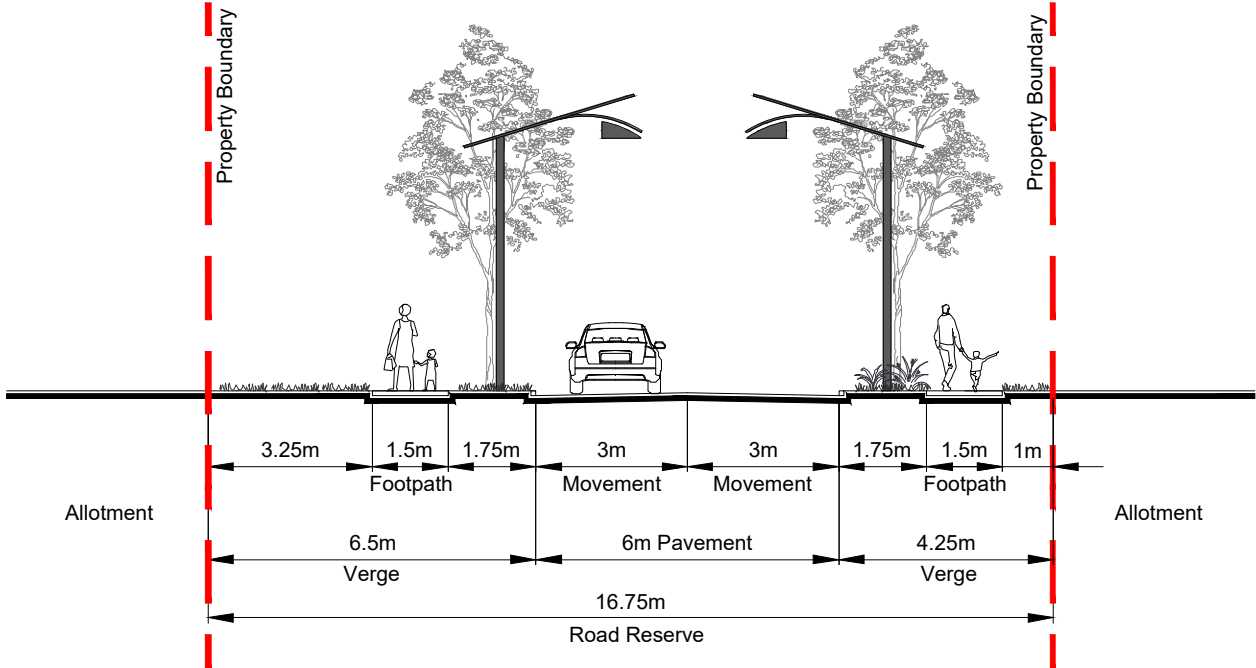 Property Boundary
Property Boundary
3.25m
1.5m
1.75m
3m
3m
1.75m
1.5m
1m
Footpath
Movement
Movement
Footpath
Allotment
Allotment
6.5m
6m Pavement
4.25m
Verge
Verge
16.75m
Road Reserve